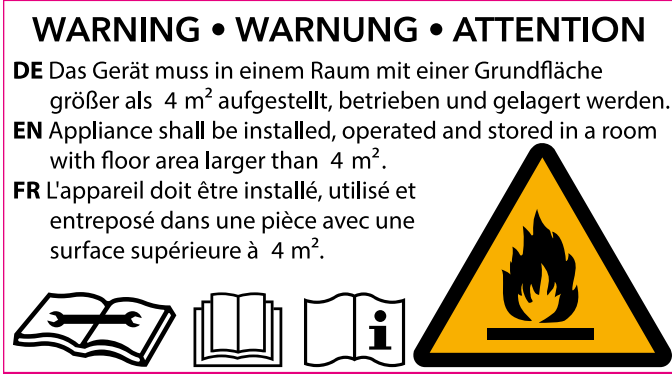 WARNING • WARNUNG • ATTENTION
DE Das Gerät muss in einem Raum mit einer Grundfläche
größer als 4 m² aufgestellt, betrieben und gelagert werden.
EN Appliance shall be installed, operated and stored in a room
with floor area larger than 4 m².
FR L'appareil doit être installé, utilisé et
entreposé dans une pièce avec une
surface supérieure à 4 m².
i